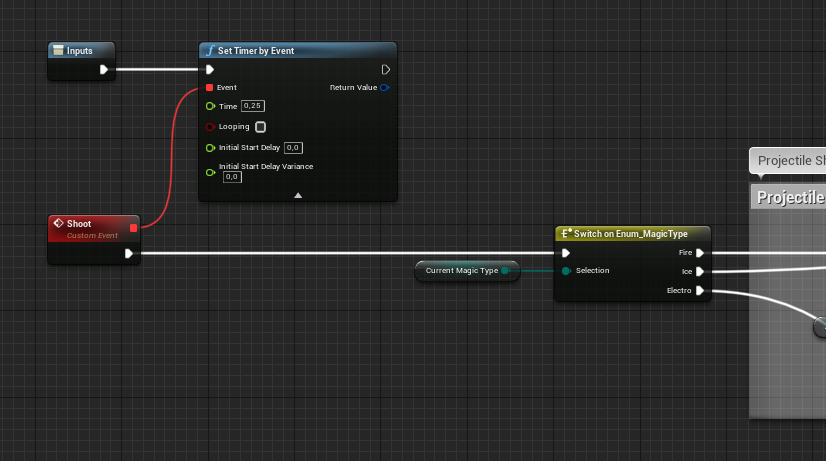 Inputs
Set Timer by Event
Event
Return Value
Time 0,25
Looping
Initial Start Delay 0,0
Initial Start Delay Variance
0,0
Shoot
Custom Event
Current Magic Type
Switch on Enum_MagicType
Fire
Selection
Ice
Electro
Projectile Sh
Projectile